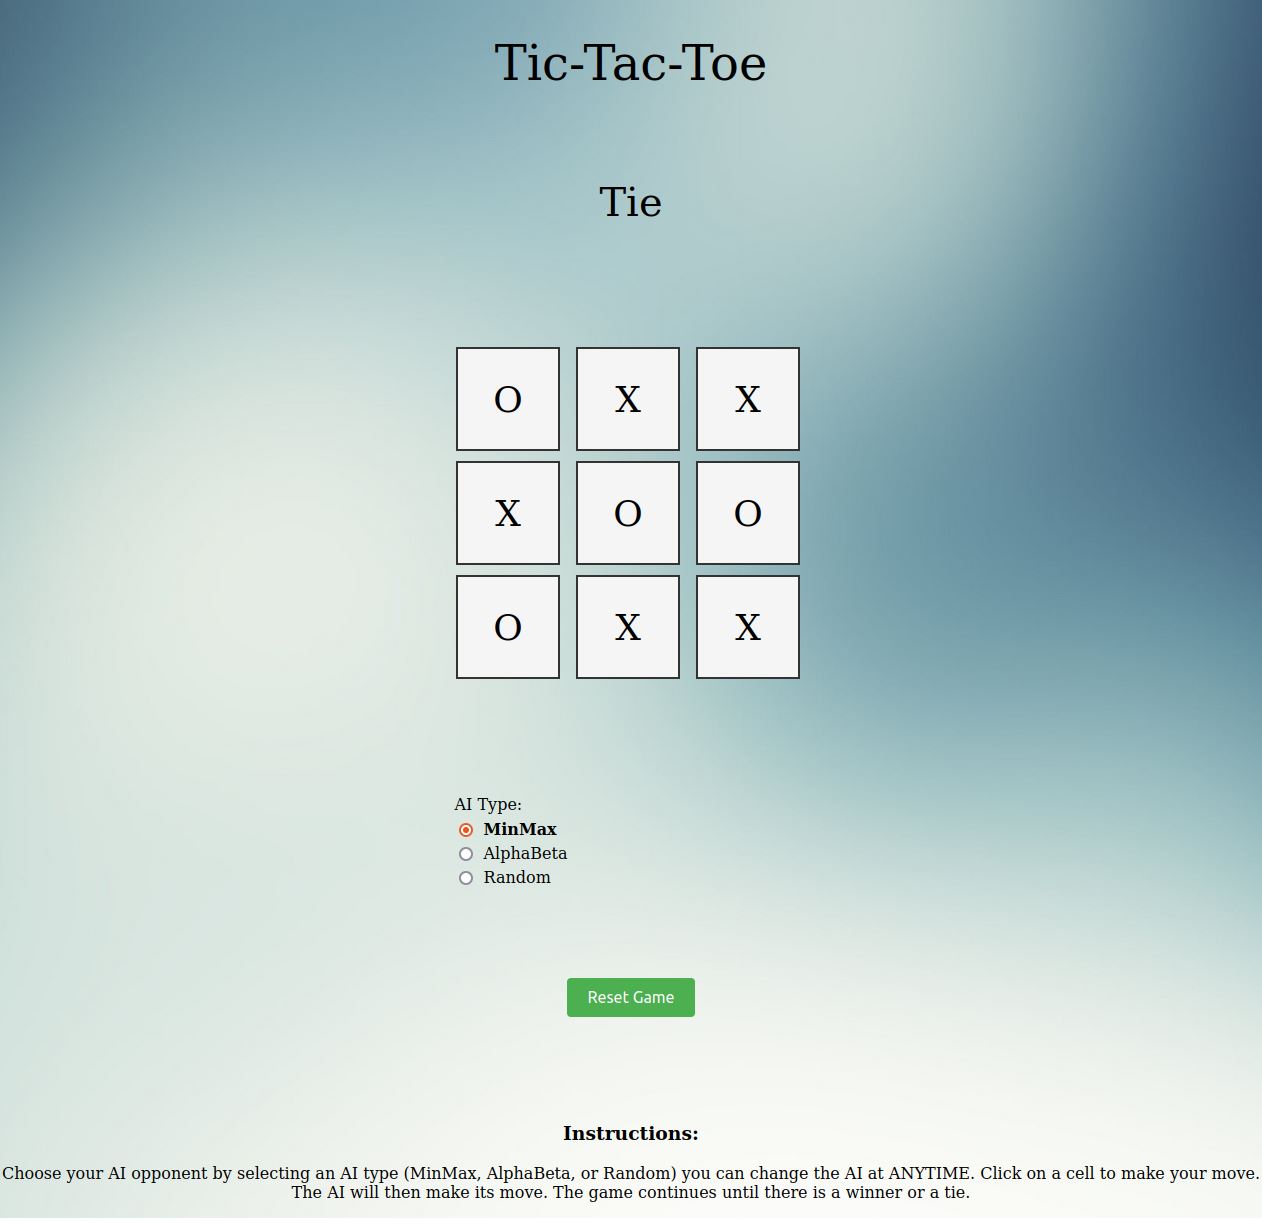 Tic-Tac-Toe
Tie
O X X
X O O
O X X
AI Type:
MinMax
AlphaBeta
Random
Reset Game
Instructions:
Choose your AI opponent by selecting an AI type (MinMax, AlphaBeta, or Random) you can change the AI at ANYTIME. Click on a cell to make your move.
The AI will then make its move. The game continues until there is a winner or a tie.